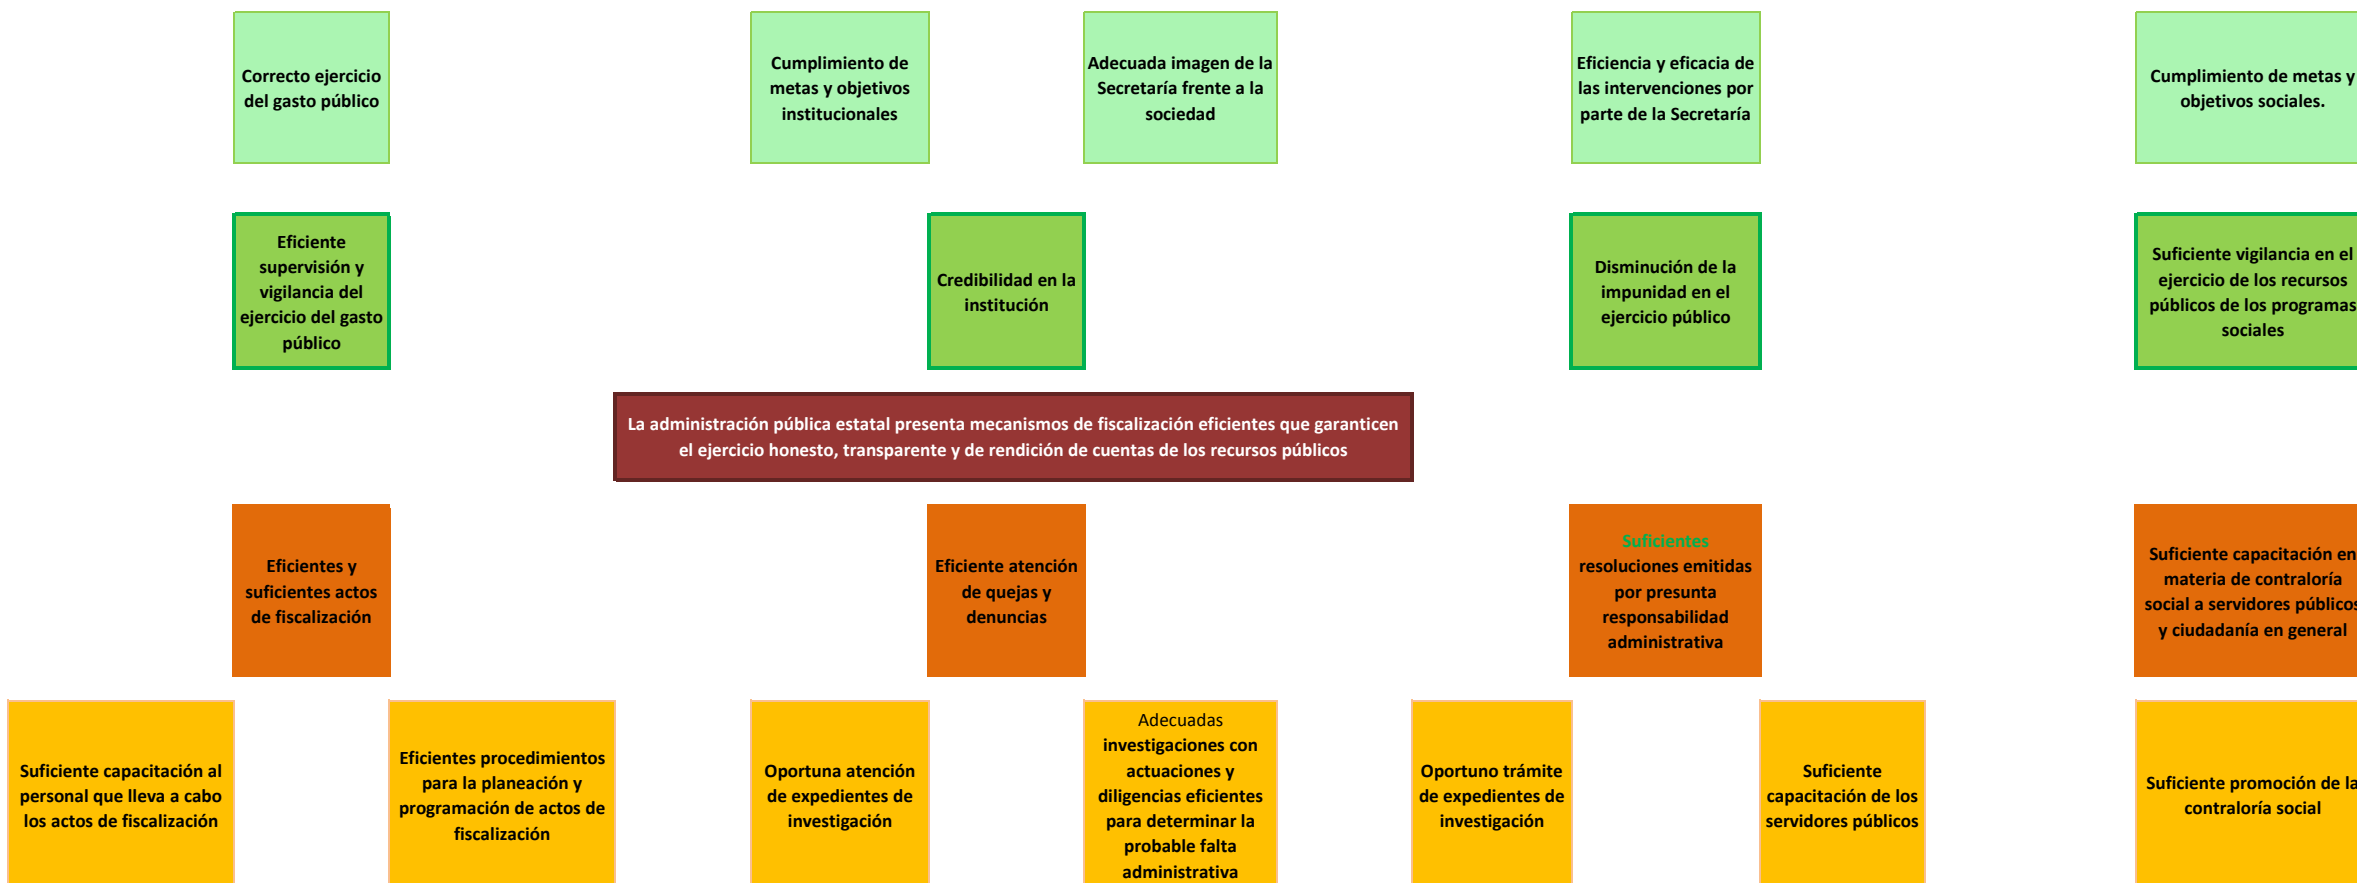 Correcto ejercicio
del gasto público
Cumplimiento de
metas y objetivos
institucionales
Adecuada imagen de la
Secretaría frente a la
sociedad
Eficiencia y eficacia de
las intervenciones por
parte de la Secretaría
Cumplimiento de metas y
objetivos sociales.
Eficiente
supervisión y
vigilancia del
ejercicio del gasto
público
Credibilidad en la
institución
Disminución de la
impunidad en el
ejercicio público
Suficiente vigilancia en el
ejercicio de los recursos
públicos de los programas
sociales
La administración pública estatal presenta mecanismos de fiscalización eficientes que garanticen
el ejercicio honesto, transparente y de rendición de cuentas de los recursos públicos
Eficientes y
suficientes actos
de fiscalización
Eficiente atención
de quejas y
denuncias
Suficientes
resoluciones emitidas
por presunta
responsabilidad
administrativa
Suficiente capacitación en
materia de contraloría
social a servidores públicos
y ciudadanía en general
Suficiente capacitación al
personal que lleva a cabo
los actos de fiscalización
Eficientes procedimientos
para la planeación y
programación de actos de
fiscalización
Oportuna atención
de expedientes de
investigación
Adecuadas
investigaciones con
actuaciones y
diligencias eficientes
para determinar la
probable falta
administrativa
Oportuno trámite
de expedientes de
investigación
Suficiente
capacitación de los
servidores públicos
Suficiente promoción de la
contraloría social